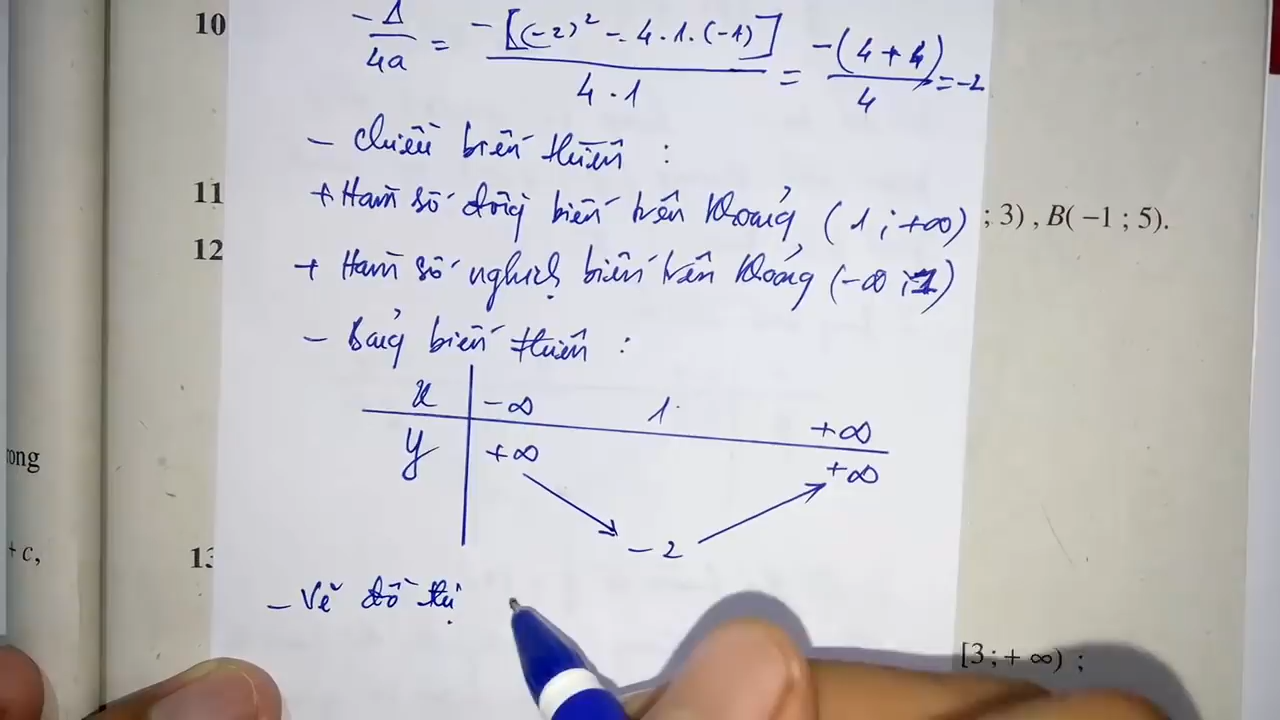 10
-Δ/4a = -[(-2)² - 4.1.(-1)]/4.1 = -(4+4)/4 = -2
- Chiều biến thiên :
11
+ Hàm số đồng biến trên khoảng (1 ; +∞)
; 3) , B( −1 ; 5).
12
+ Hàm số nghịch biến trên khoảng (-∞ ; 1)
- Bảng biến thiên :
x -∞ 1 +∞
y +∞ +∞
ong
-2
+ c,
13
- Vẽ đồ thị
[3 ; + ∞) ;